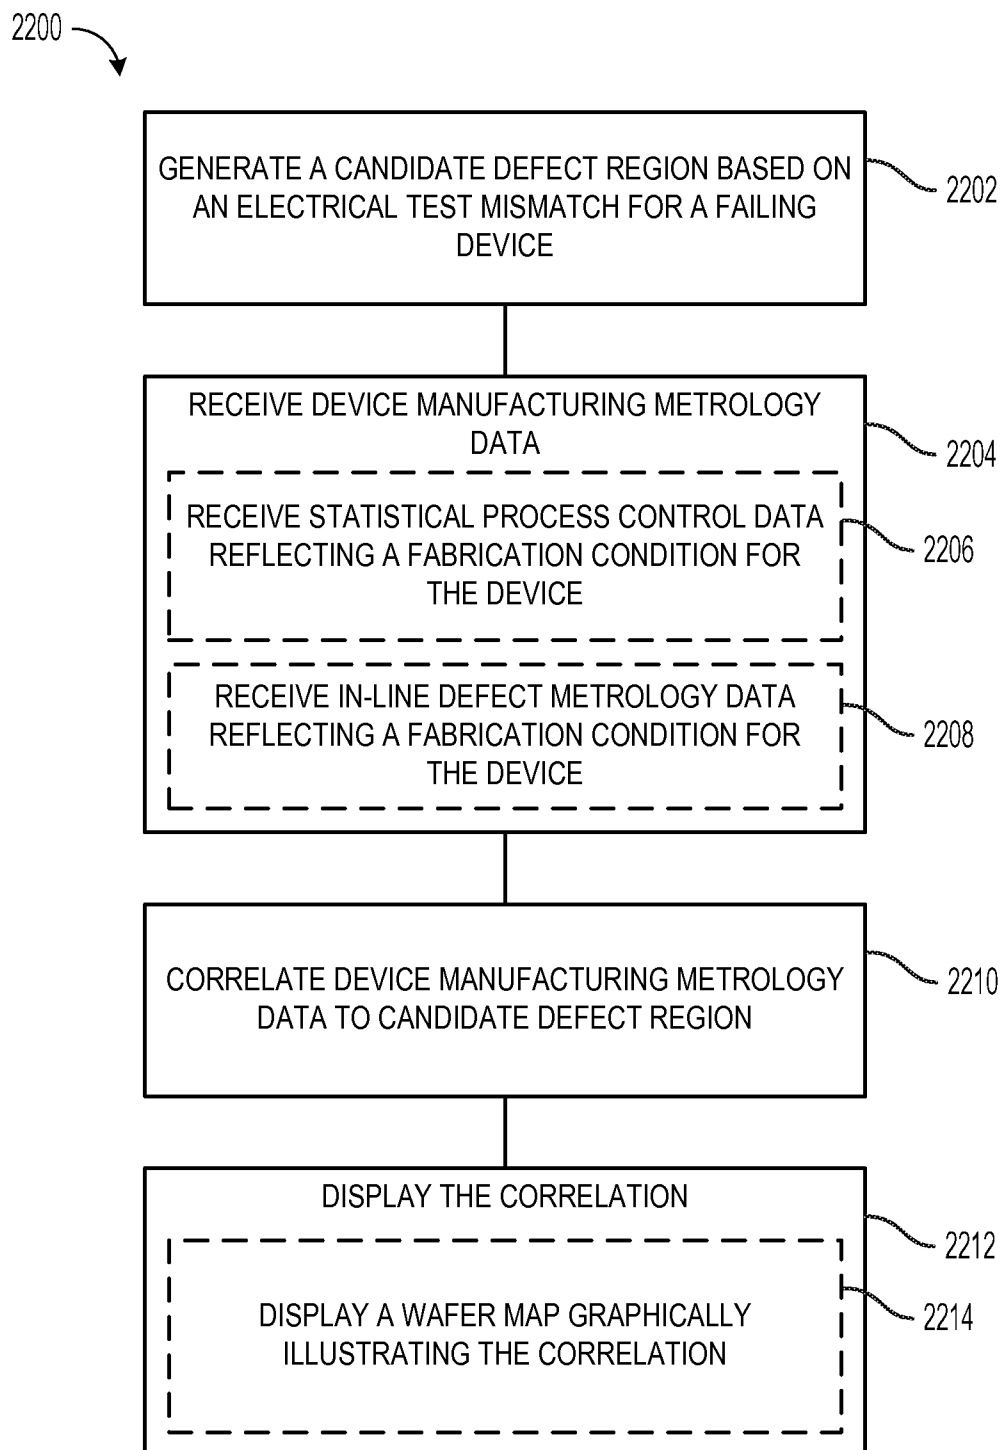 2200
GENERATE A CANDIDATE DEFECT REGION BASED ON
AN ELECTRICAL TEST MISMATCH FOR A FAILING
DEVICE
2202
RECEIVE DEVICE MANUFACTURING METROLOGY
DATA
2204
RECEIVE STATISTICAL PROCESS CONTROL DATA
REFLECTING A FABRICATION CONDITION FOR
THE DEVICE
2206
RECEIVE IN-LINE DEFECT METROLOGY DATA
REFLECTING A FABRICATION CONDITION FOR
THE DEVICE
2208
CORRELATE DEVICE MANUFACTURING METROLOGY
DATA TO CANDIDATE DEFECT REGION
2210
DISPLAY THE CORRELATION
2212
DISPLAY A WAFER MAP GRAPHICALLY
ILLUSTRATING THE CORRELATION
2214